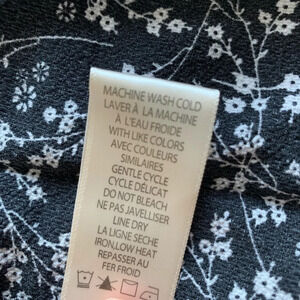 MACHINE WASH COLD
LAVER À LA MACHINE
À L'EAU FROIDE
WITH LIKE COLORS
AVEC COULEURS
SIMILAIRES
GENTLE CYCLE
CYCLE DÉLICAT
DO NOT BLEACH
NE PAS JAVELLISER
LINE DRY
LA LIGNE SECHE
IRON LOW HEAT
REPASSER AU
FER FROID